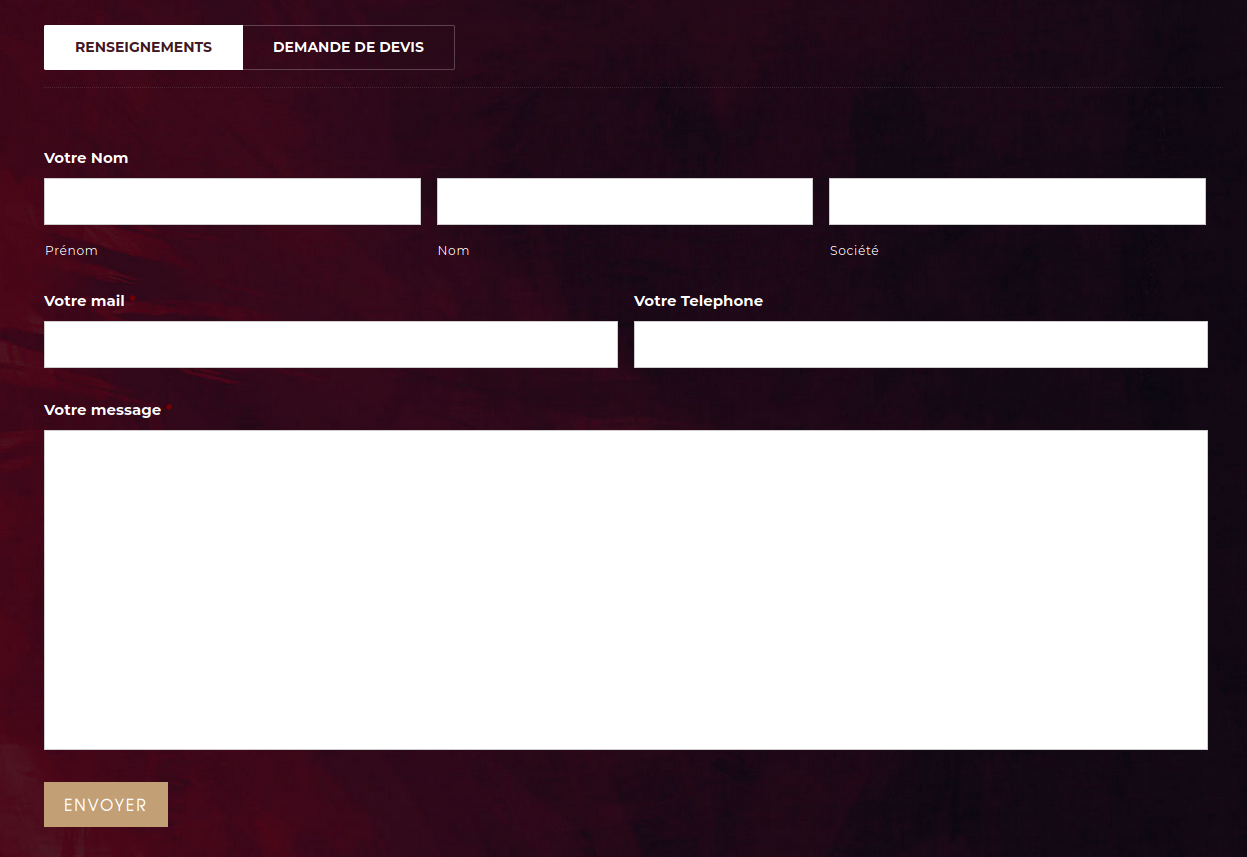 RENSEIGNEMENTS DEMANDE DE DEVIS
Votre Nom
Prénom Nom Société
Votre mail * Votre Telephone
Votre message *
ENVOYER